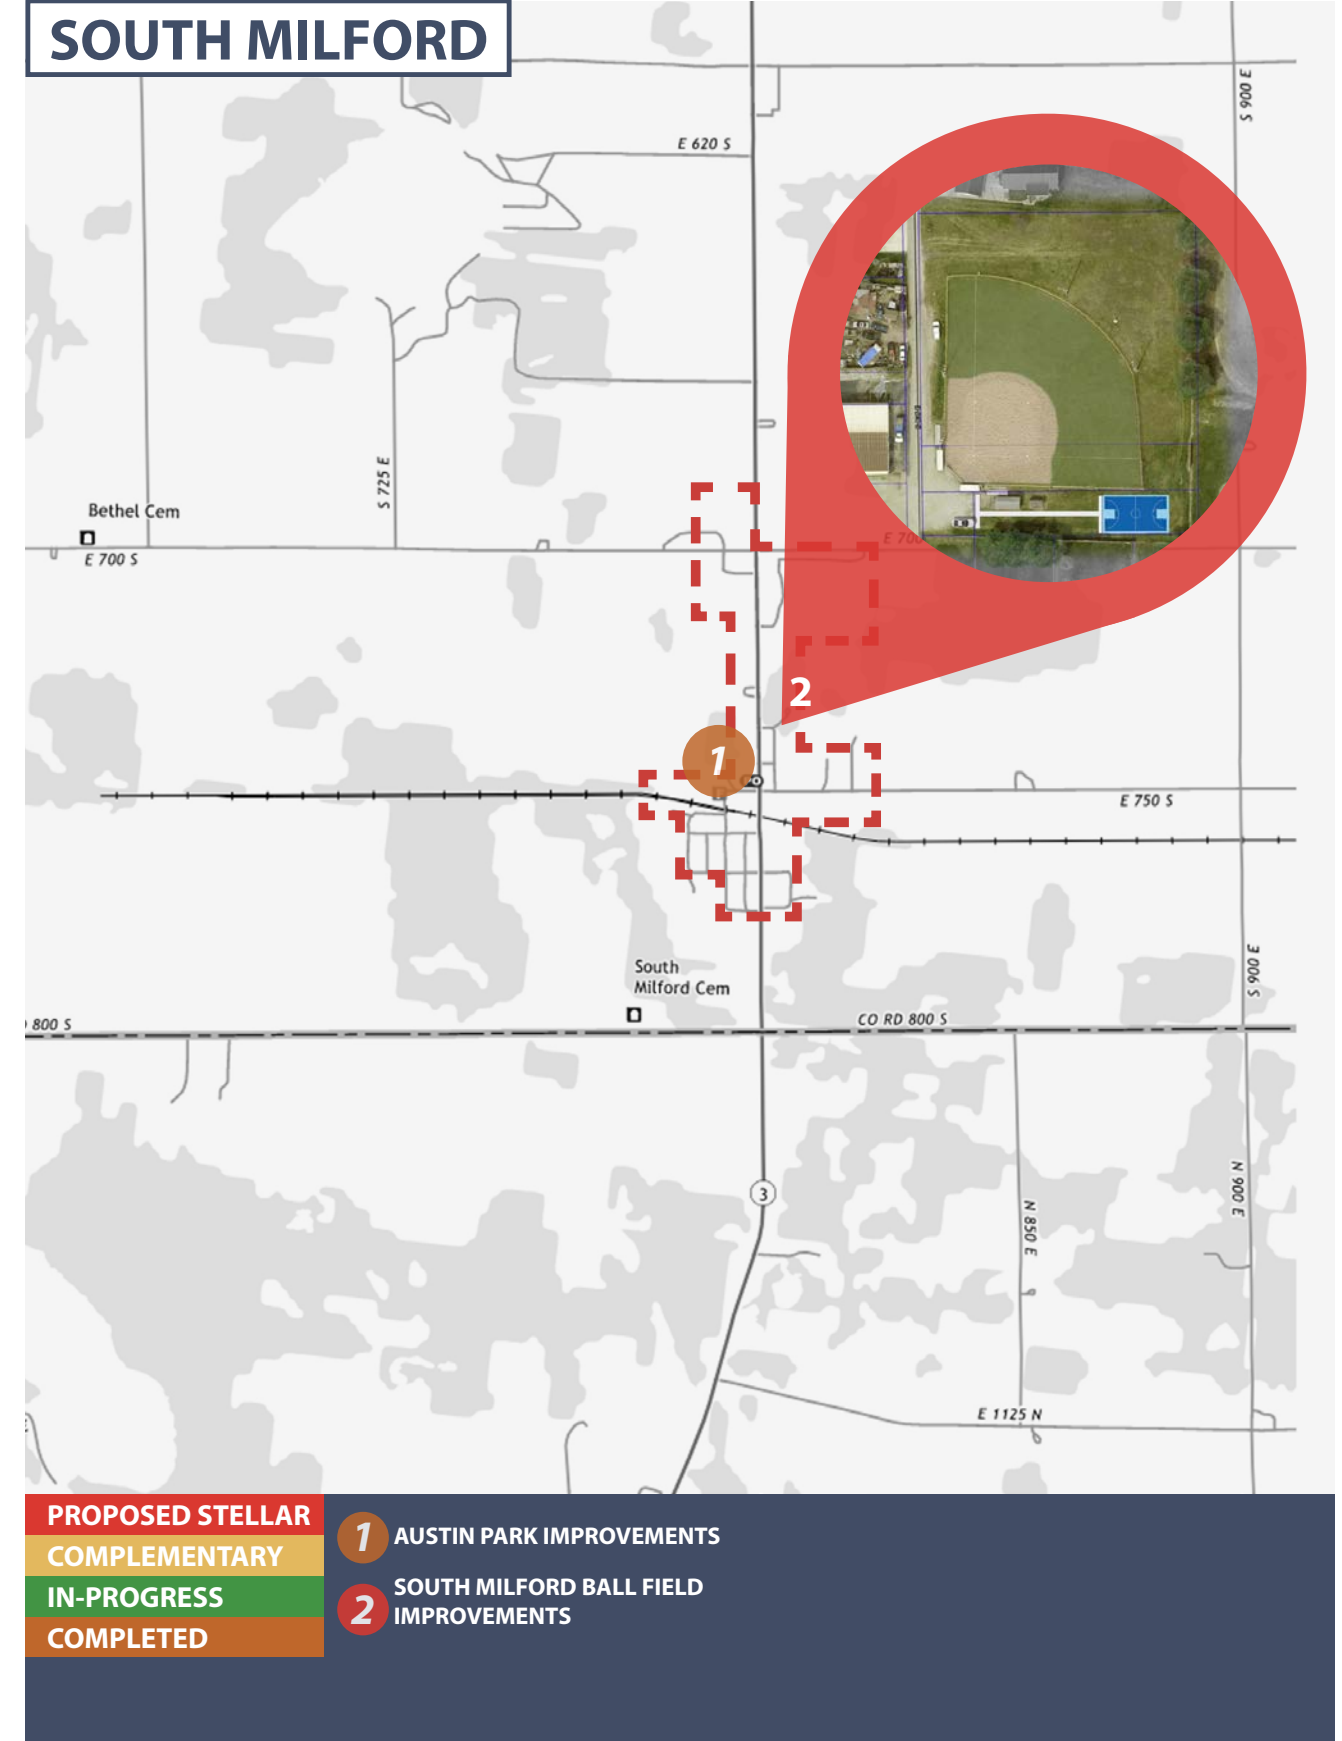 SOUTH MILFORD
S 900 E
E 620 S
S 725 E
Bethel Cem
E 700 S
E 700
2
1
E 750 S
South
Milford Cem
800 S
CO RD 800 S
S 900 E
3
N 850 E
N 900 E
E 1125 N
PROPOSED STELLAR
COMPLEMENTARY
IN-PROGRESS
COMPLETED
1 AUSTIN PARK IMPROVEMENTS
2 SOUTH MILFORD BALL FIELD
IMPROVEMENTS